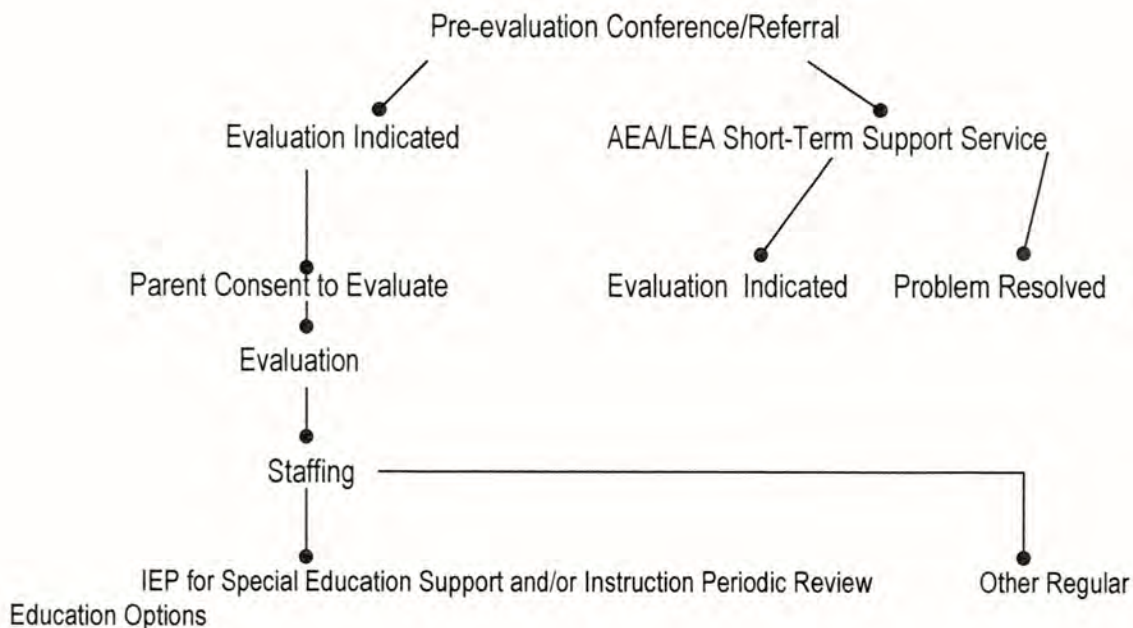 Pre-evaluation Conference/Referral
Evaluation Indicated
AEA/LEA Short-Term Support Service
Parent Consent to Evaluate
Evaluation Indicated
Problem Resolved
Evaluation
Staffing
IEP for Special Education Support and/or Instruction Periodic Review
Other Regular
Education Options